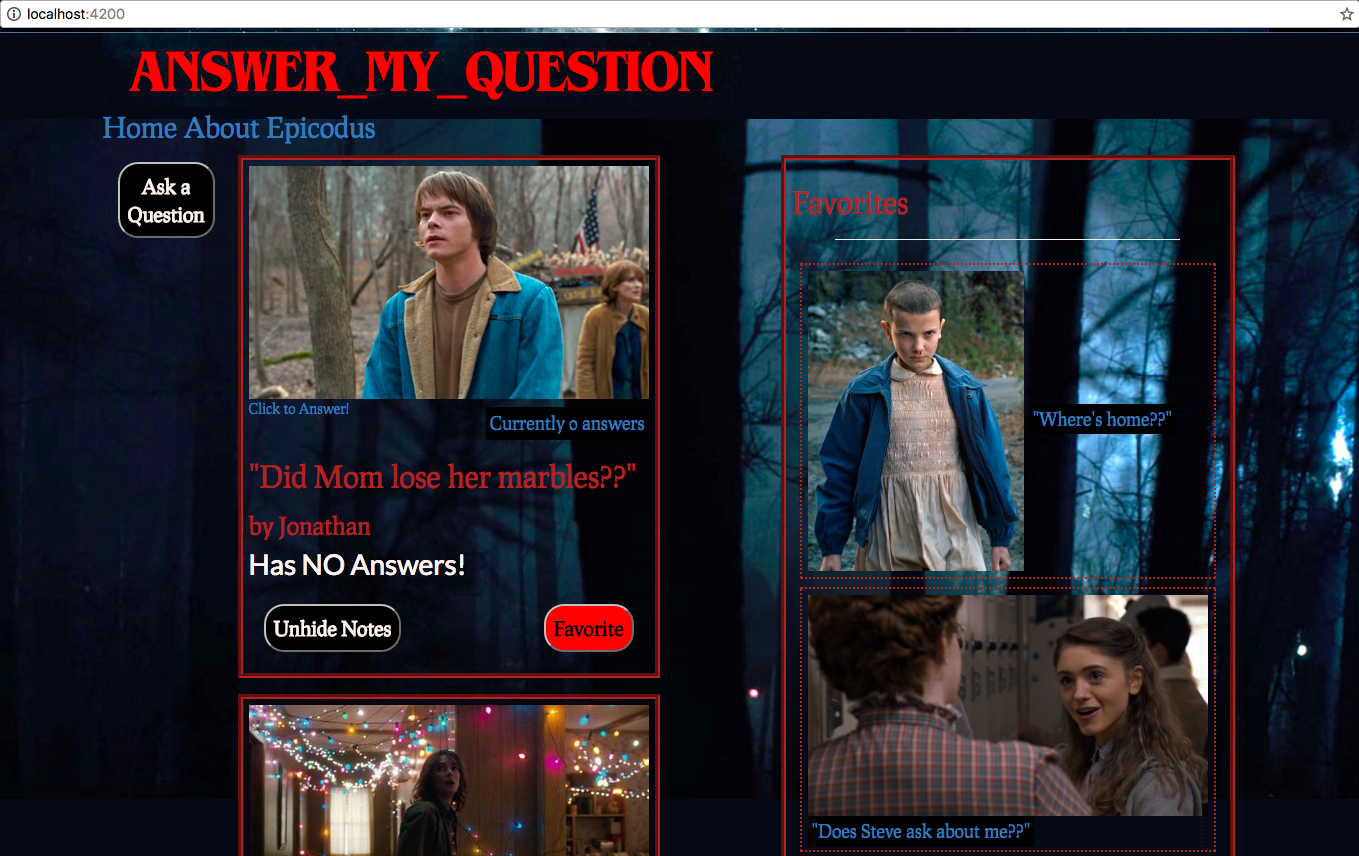 localhost:4200
ANSWER_MY_QUESTION
Home About Epicodus
Ask a
Question
Click to Answer!
Currently 0 answers
"Did Mom lose her marbles??"
by Jonathan
Has NO Answers!
Unhide Notes
Favorite
Favorites
"Where's home??"
"Does Steve ask about me??"